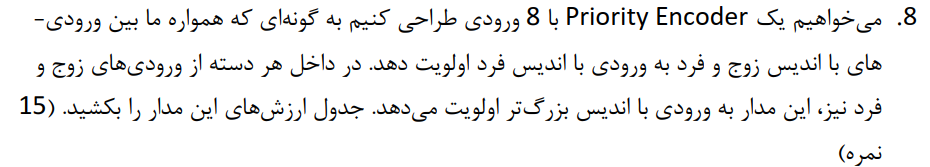 8. می‌خواهیم یک Priority Encoder با 8 ورودی طراحی کنیم به گونه‌ای که همواره ما بین ورودی-
های با اندیس زوج و فرد به ورودی با اندیس فرد اولویت دهد. در داخل هر دسته از ورودی‌های زوج و
فرد نیز، این مدار به ورودی با اندیس بزرگ‌تر اولویت می‌دهد. جدول ارزش‌های این مدار را بکشید. (15
نمره)